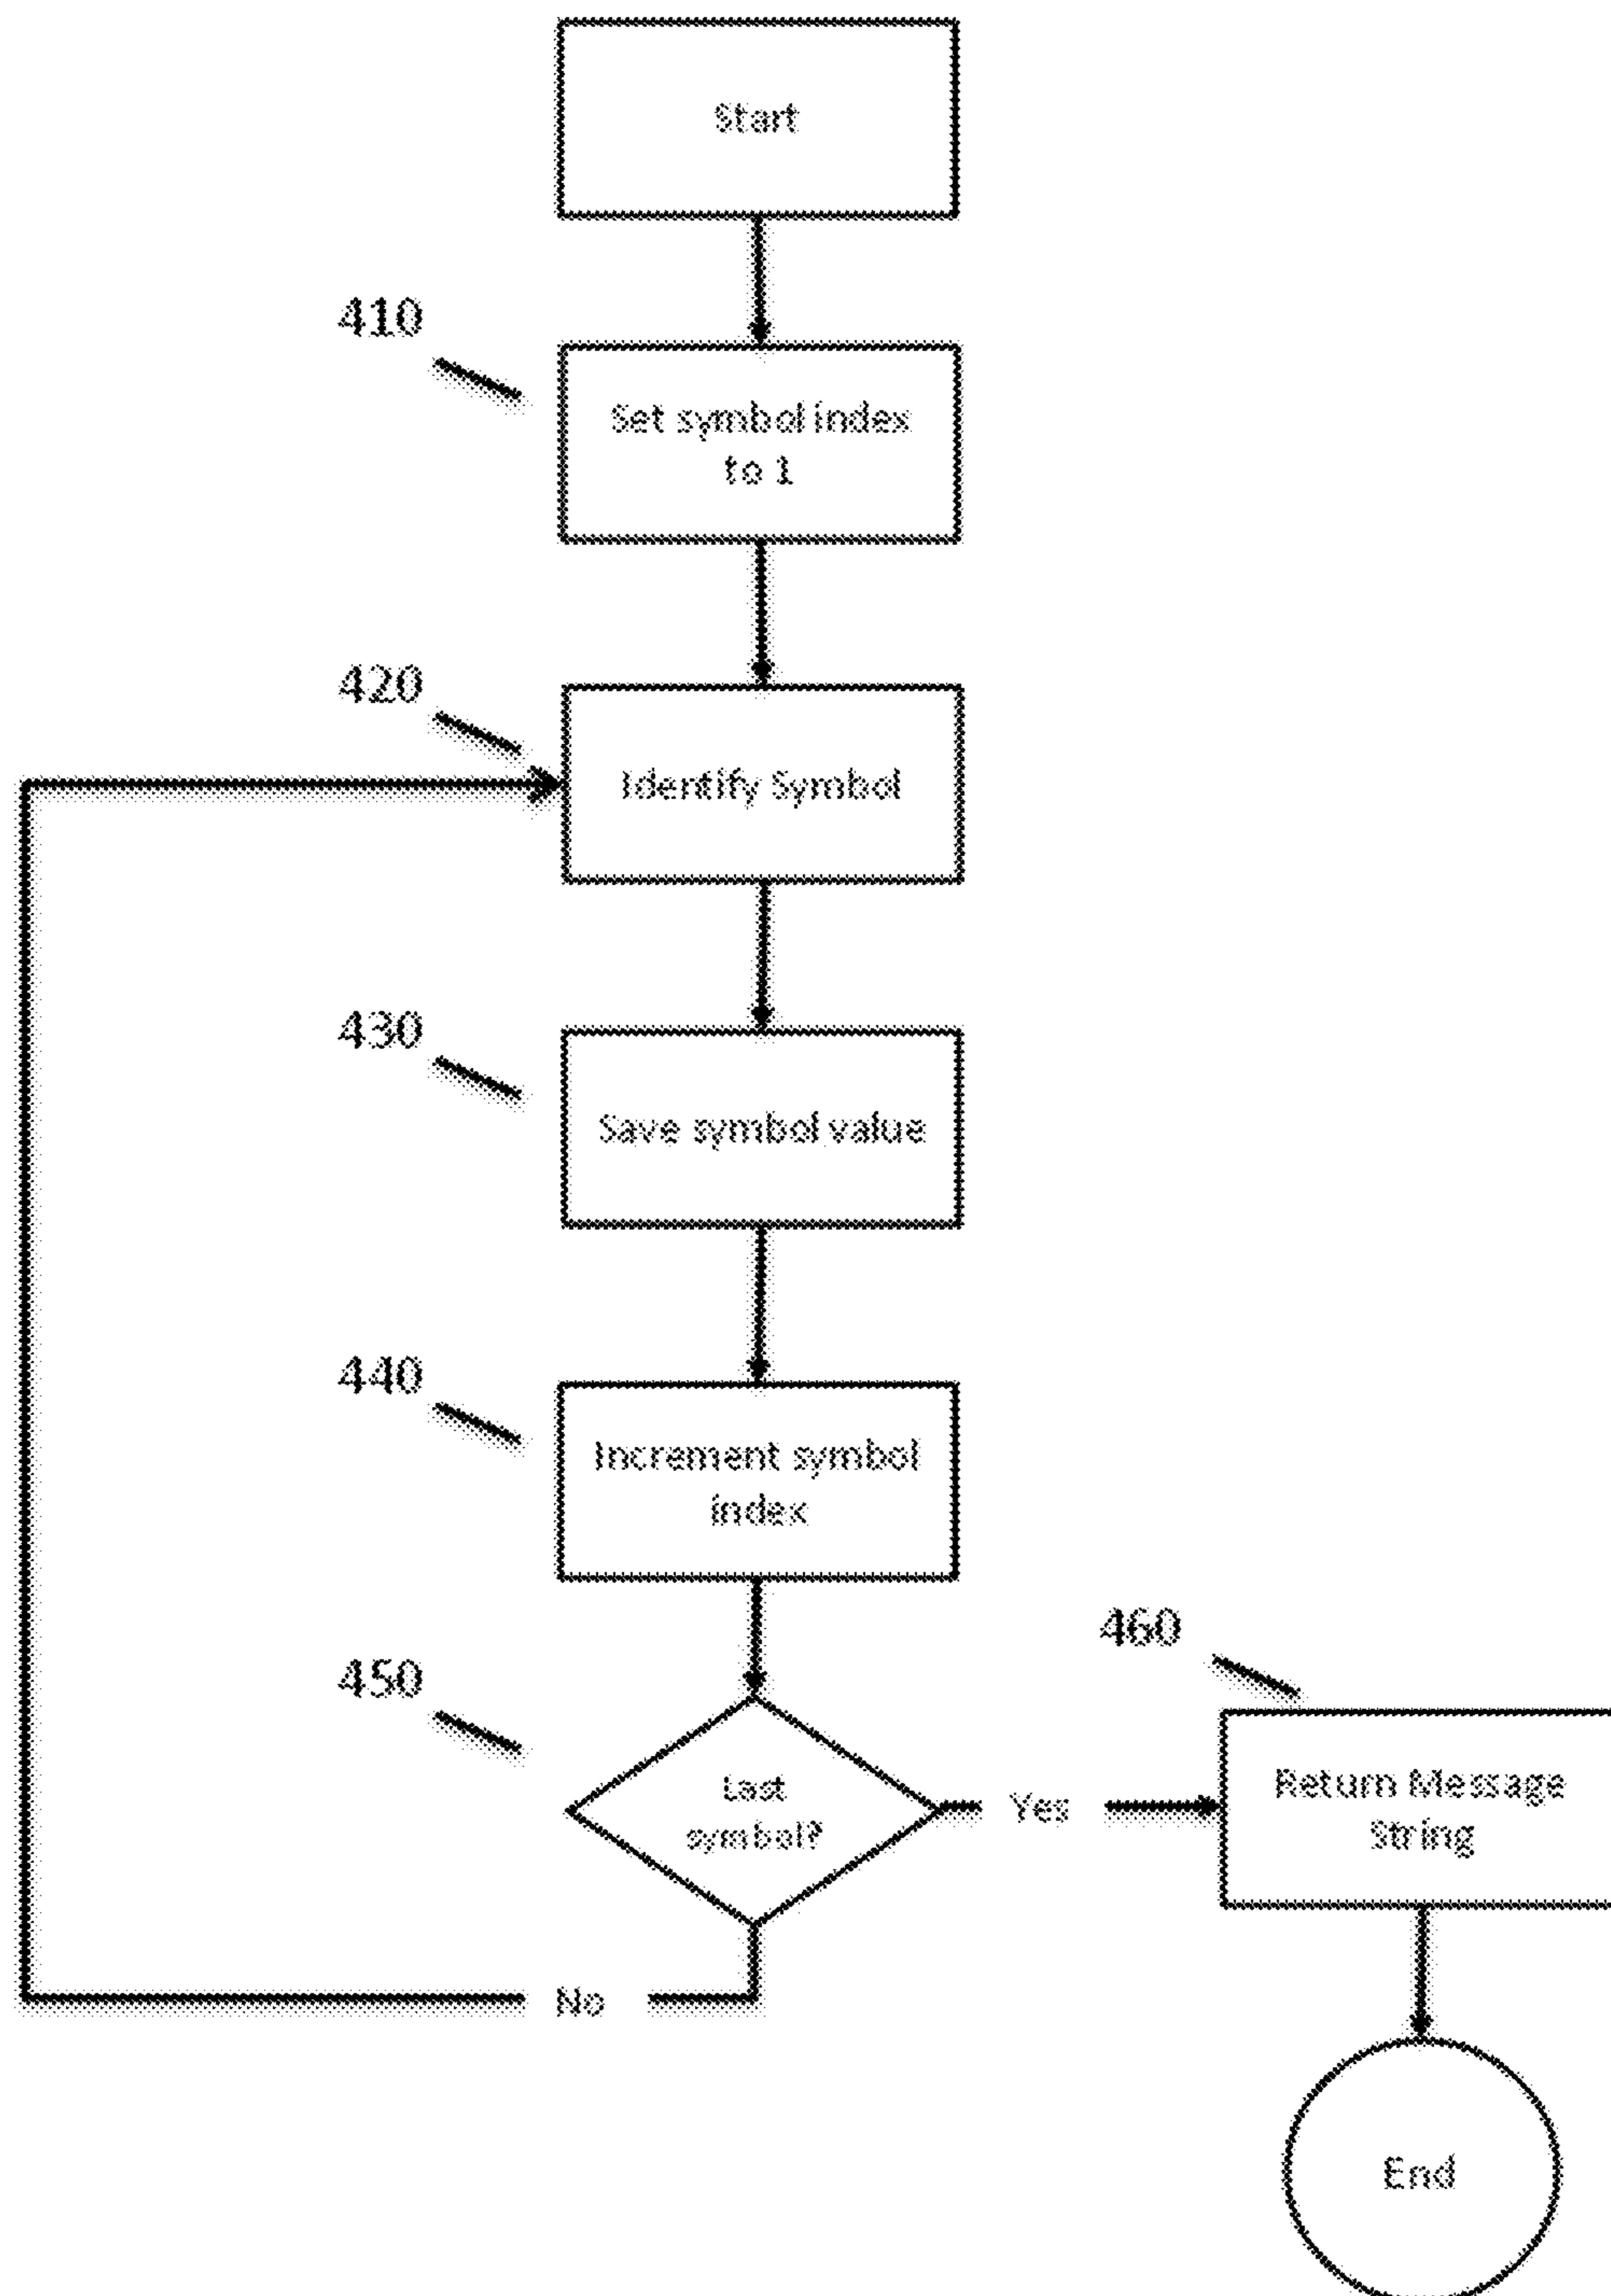 Start
410
Set symbol index
to 1
420
Identify Symbol
430
Save symbol value
440
Increment symbol
index
450
Last
symbol?
Yes
460
Return Message
String
No
End